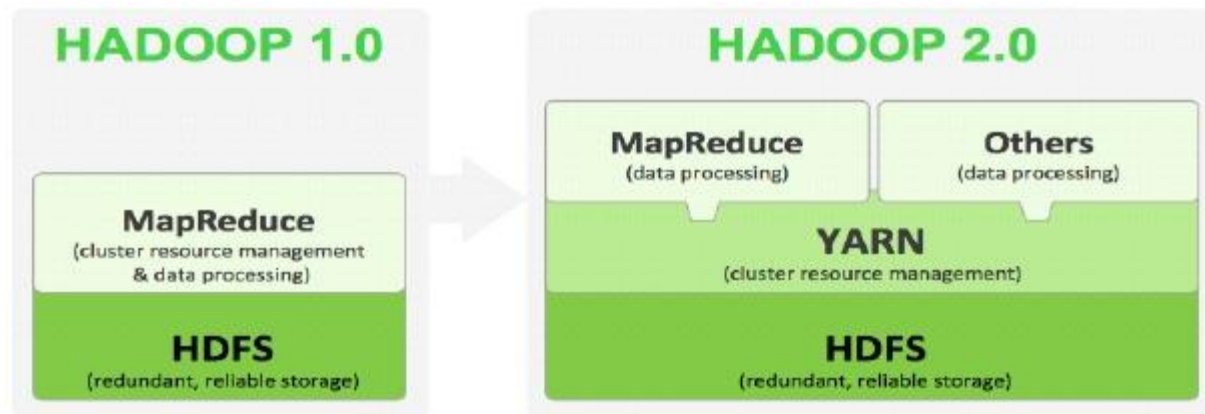 HADOOP 1.0
MapReduce
(cluster resource management
& data processing)
HDFS
(redundant, reliable storage)
HADOOP 2.0
MapReduce
(data processing)
Others
(data processing)
YARN
(cluster resource management)
HDFS
(redundant, reliable storage)